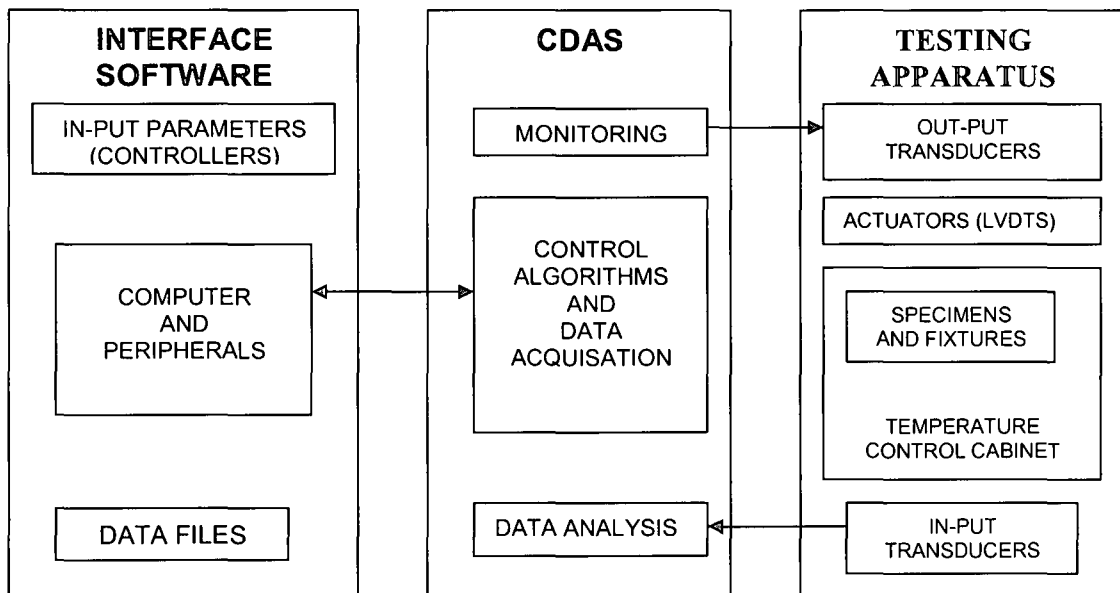 INTERFACE
SOFTWARE
IN-PUT PARAMETERS
(CONTROLLERS)
COMPUTER
AND
PERIPHERALS
DATA FILES
CDAS
MONITORING
CONTROL
ALGORITHMS
AND
DATA
ACQUISATION
DATA ANALYSIS
TESTING
APPARATUS
OUT-PUT
TRANSDUCERS
ACTUATORS (LVDTS)
SPECIMENS
AND FIXTURES
TEMPERATURE
CONTROL CABINET
IN-PUT
TRANSDUCERS